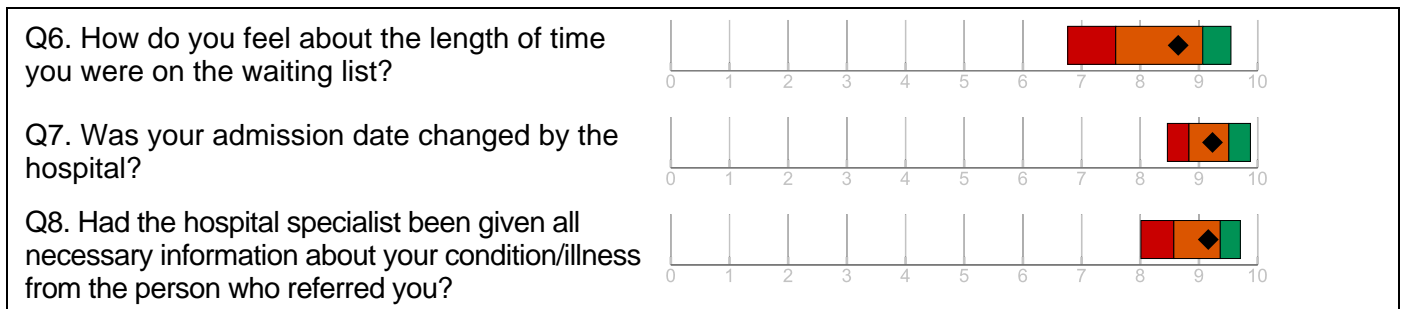 Q6. How do you feel about the length of time
you were on the waiting list?
0 1 2 3 4 5 6 7 8 9 10
Q7. Was your admission date changed by the
hospital?
0 1 2 3 4 5 6 7 8 9 10
Q8. Had the hospital specialist been given all
necessary information about your condition/illness
from the person who referred you?
0 1 2 3 4 5 6 7 8 9 10